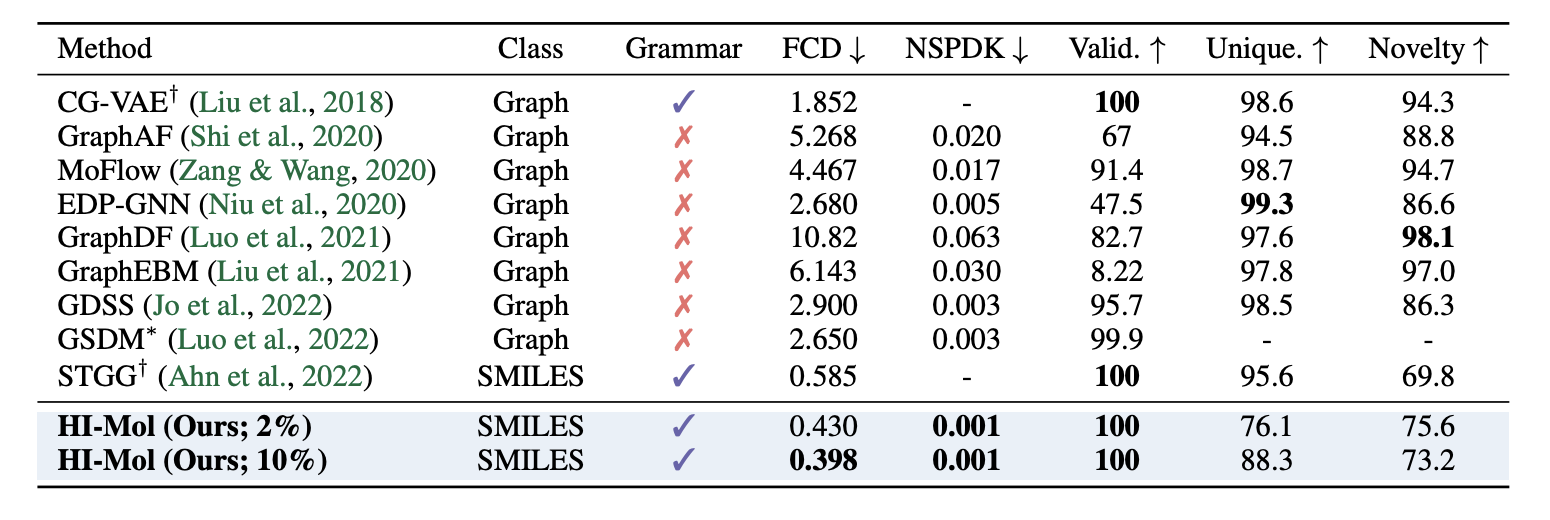 Method Class Grammar FCD ↓ NSPDK ↓ Valid. ↑ Unique. ↑ Novelty ↑
CG-VAE† (Liu et al., 2018) Graph ✓ 1.852 - 100 98.6 94.3
GraphAF (Shi et al., 2020) Graph ✗ 5.268 0.020 67 94.5 88.8
MoFlow (Zang & Wang, 2020) Graph ✗ 4.467 0.017 91.4 98.7 94.7
EDP-GNN (Niu et al., 2020) Graph ✗ 2.680 0.005 47.5 99.3 86.6
GraphDF (Luo et al., 2021) Graph ✗ 10.82 0.063 82.7 97.6 98.1
GraphEBM (Liu et al., 2021) Graph ✗ 6.143 0.030 8.22 97.8 97.0
GDSS (Jo et al., 2022) Graph ✗ 2.900 0.003 95.7 98.5 86.3
GSDM* (Luo et al., 2022) Graph ✗ 2.650 0.003 99.9 - -
STGG† (Ahn et al., 2022) SMILES ✓ 0.585 - 100 95.6 69.8
HI-Mol (Ours; 2%) SMILES ✓ 0.430 0.001 100 76.1 75.6
HI-Mol (Ours; 10%) SMILES ✓ 0.398 0.001 100 88.3 73.2